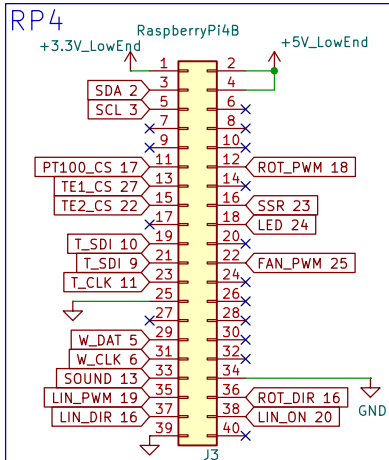 RP4
RaspberryPi4B
+3.3V_LowEnd
+5V_LowEnd
1 2
SDA 2 3 4
SCL 3 5 6
7 8
9 10
PT100_CS 17 11 12 ROT_PWM 18
TE1_CS 27 13 14
TE2_CS 22 15 16 SSR 23
17 18 LED 24
T_SDI 10 19 20
T_SDI 9 21 22 FAN_PWM 25
T_CLK 11 23 24
25 26
27 28
W_DAT 5 29 30
W_CLK 6 31 32
SOUND 13 33 34
LIN_PWM 19 35 36 ROT_DIR 16
LIN_DIR 16 37 38 LIN_ON 20
GND
39 40
J3